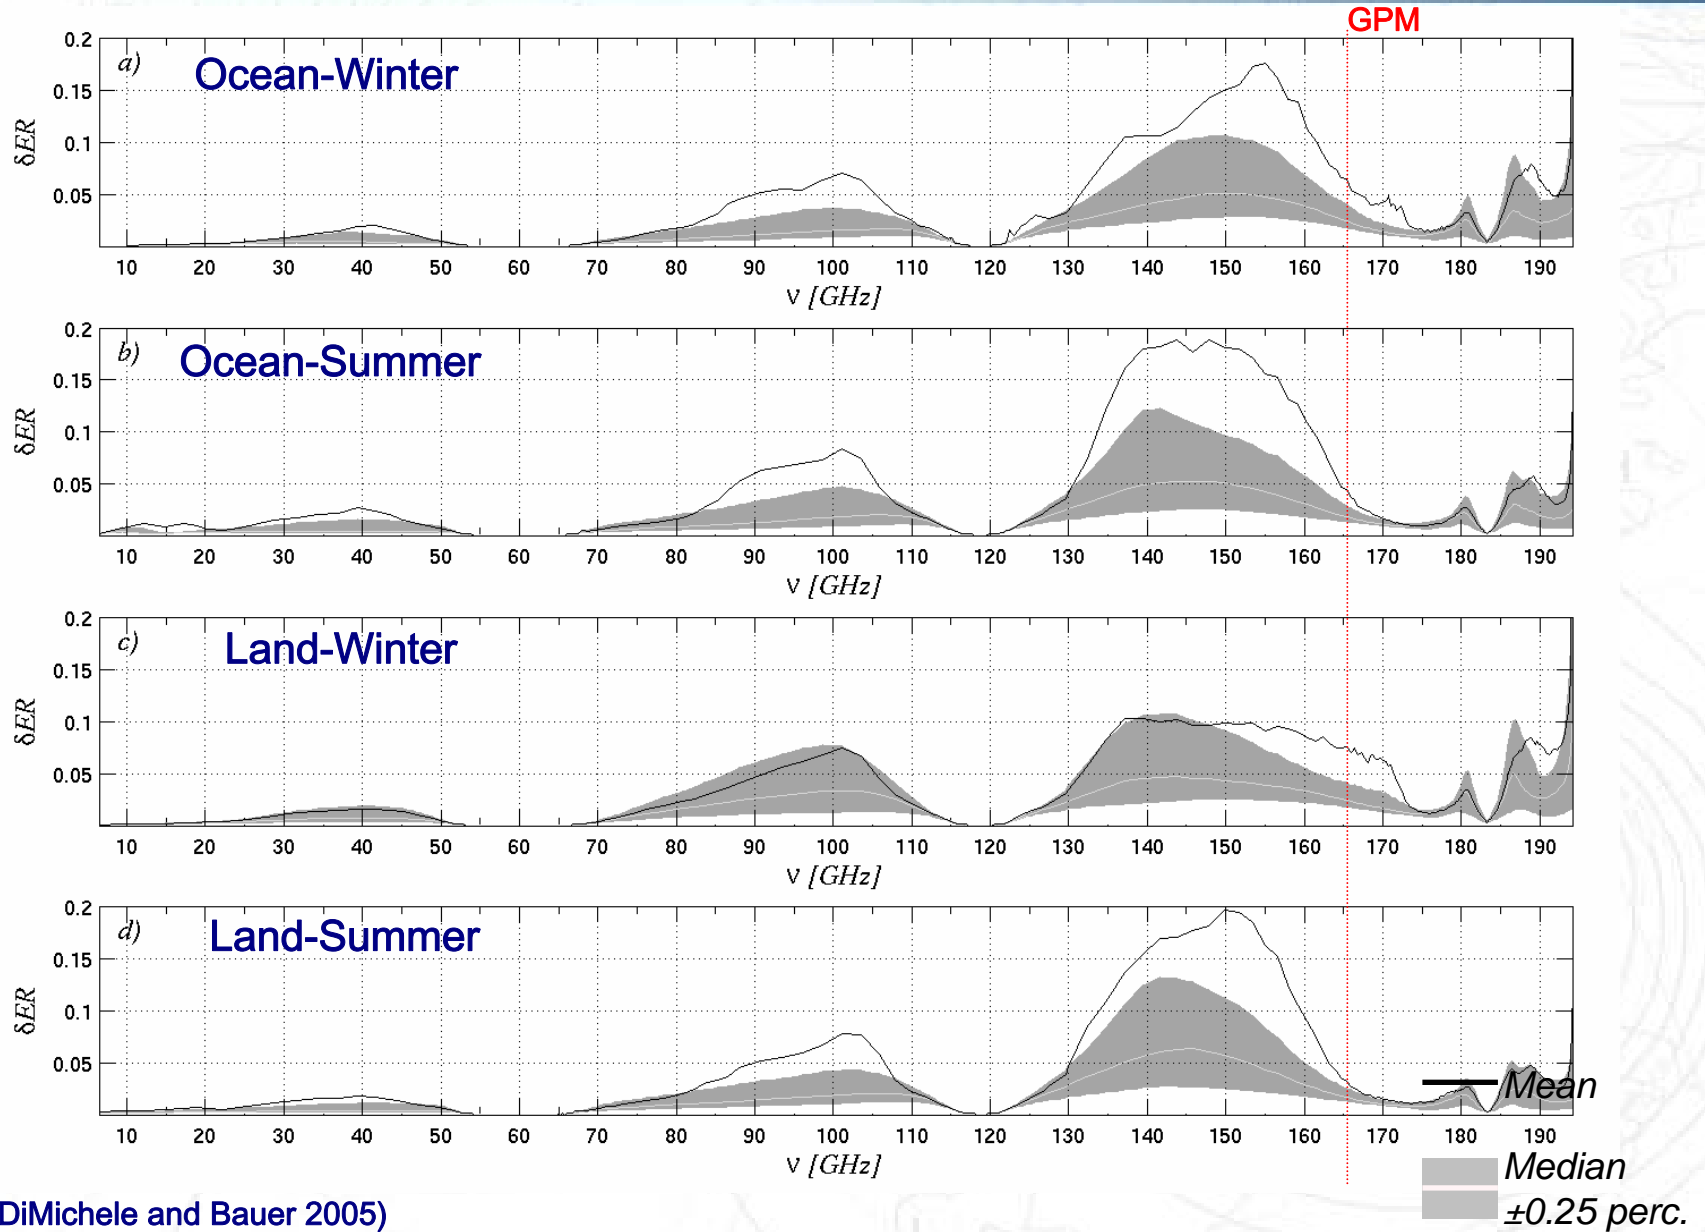 GPM
a) Ocean-Winter
0.2
0.15
0.1
0.05
δER
10 20 30 40 50 60 70 80 90 100 110 120 130 140 150 160 170 180 190
ν [GHz]
b) Ocean-Summer
0.2
0.15
0.1
0.05
δER
10 20 30 40 50 60 70 80 90 100 110 120 130 140 150 160 170 180 190
ν [GHz]
c) Land-Winter
0.2
0.15
0.1
0.05
δER
10 20 30 40 50 60 70 80 90 100 110 120 130 140 150 160 170 180 190
ν [GHz]
d) Land-Summer
0.2
0.15
0.1
0.05
δER
10 20 30 40 50 60 70 80 90 100 110 120 130 140 150 160 170 180 190
ν [GHz]
Mean
Median
±0.25 perc.
DiMichele and Bauer 2005)